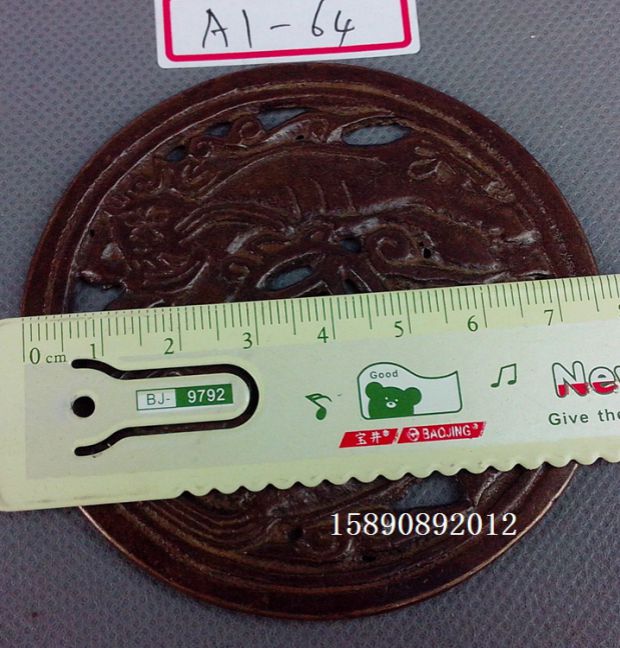 A1-64
0 cm 1 2 3 4 5 6 7
Good
BJ- 9792
New
Give the
宝井® BAOJING®
15890892012